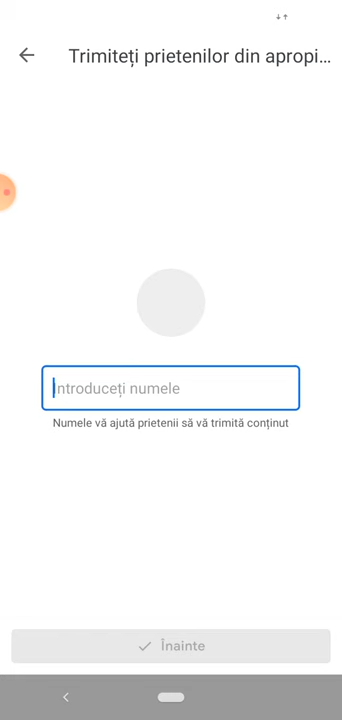 Trimiteți prietenilor din apropi...
Introduceți numele
Numele vă ajută prietenii să vă trimită conținut
Înainte